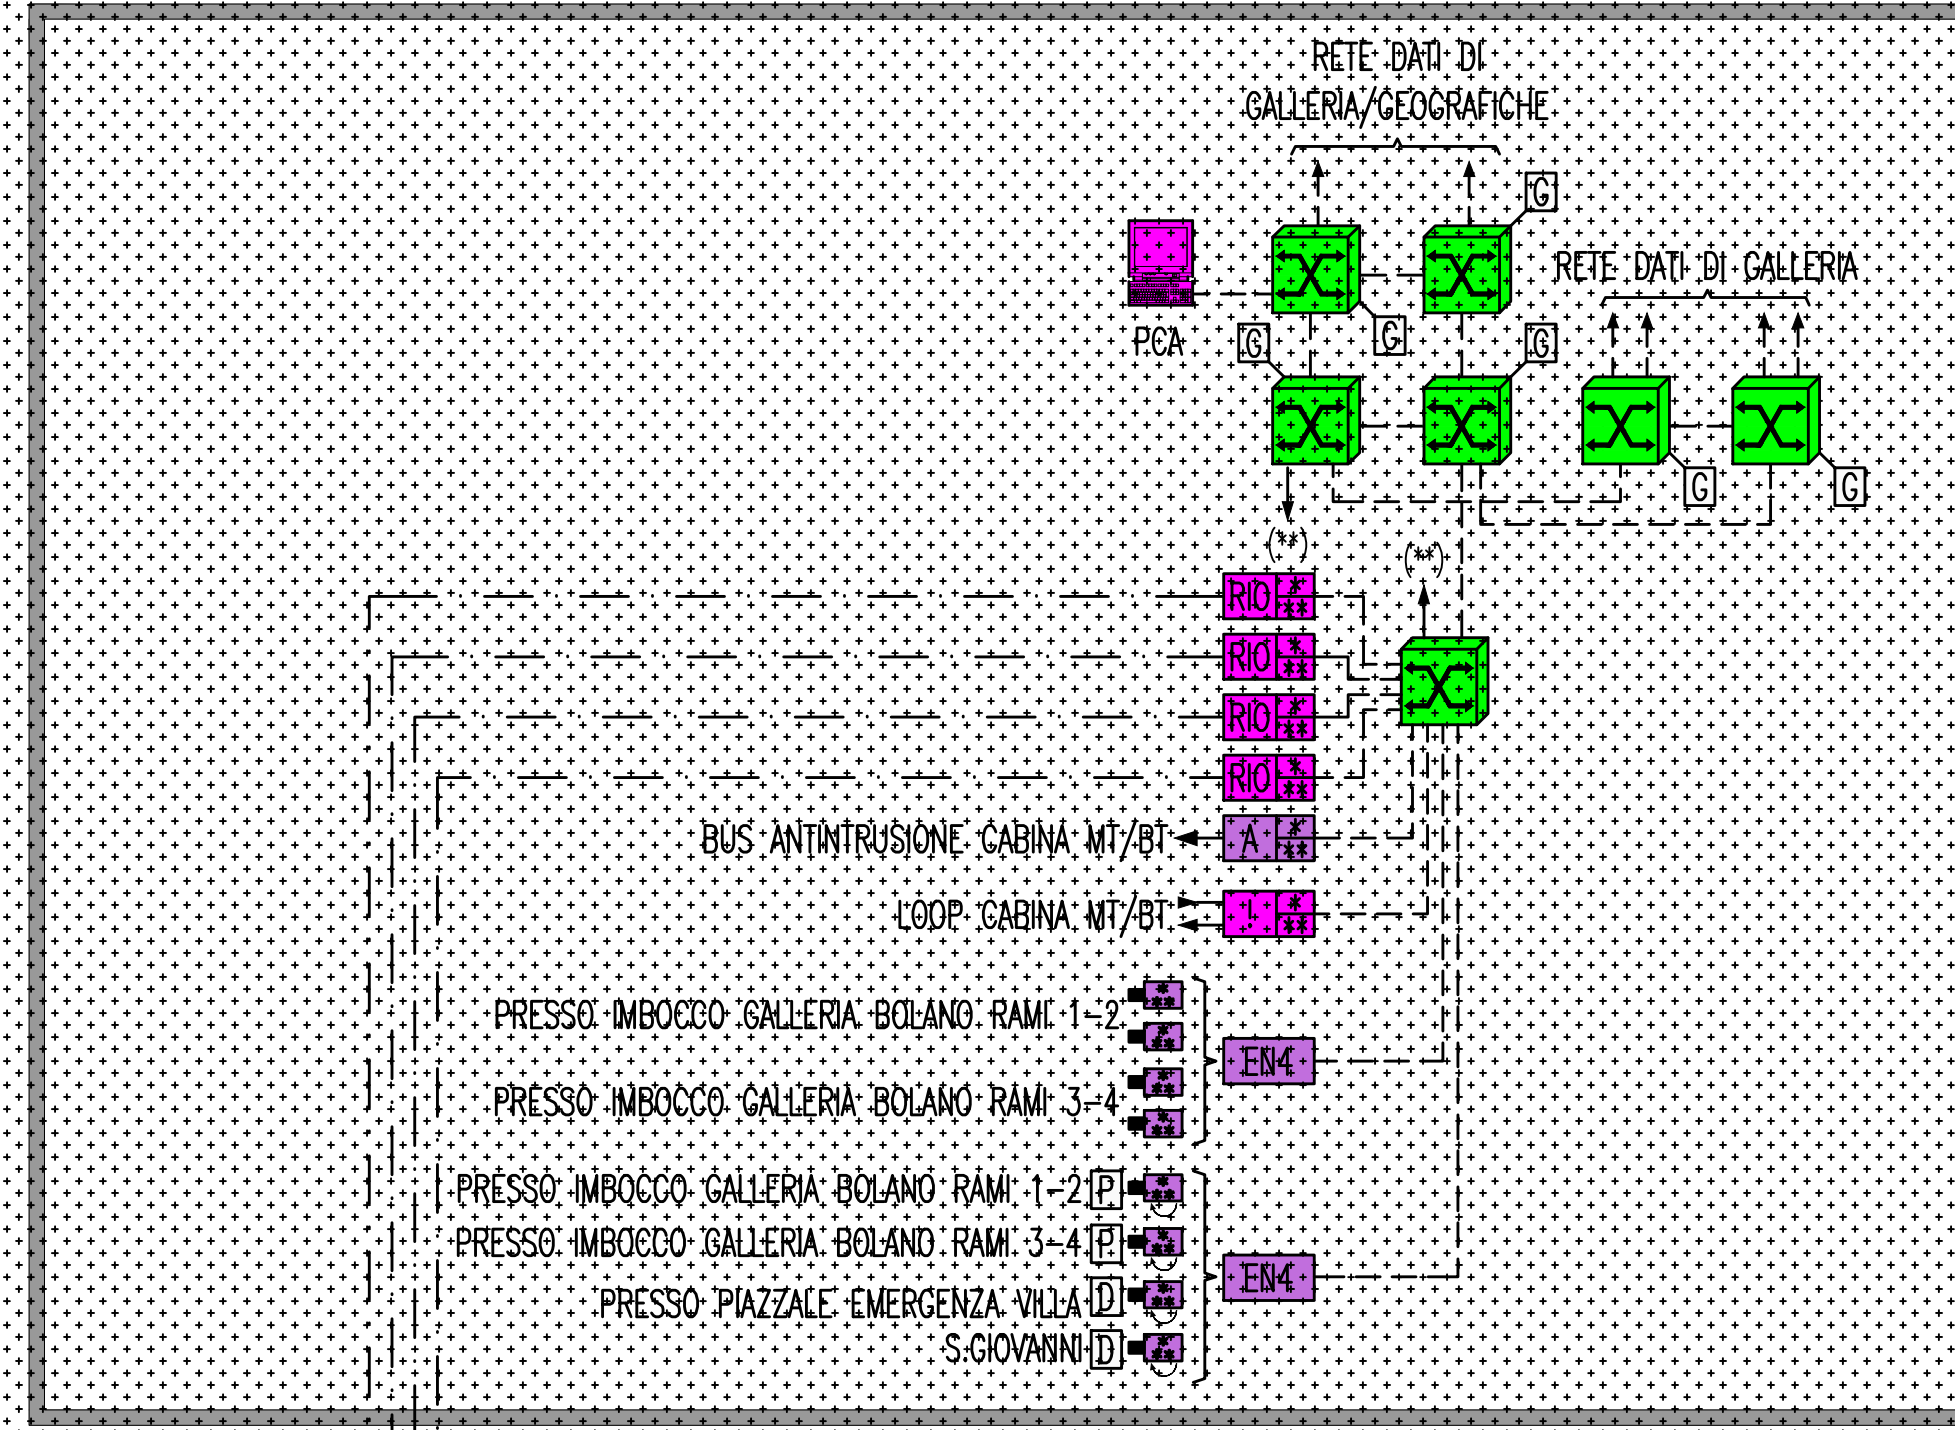 RETE DATI DI
GALLERIA/GEOGRAFICHE
G
RETE DATI DI GALLERIA
PCA
G
G
G
G
G
(**)
(**)
RIO * **
RIO * **
RIO * **
RIO * **
BUS ANTINTRUSIONE CABINA MT/BT A * **
LOOP CABINA MT/BT ! * **
PRESSO IMBOCCO GALLERIA BOLANO RAMI 1-2 * **
* **
EN4
PRESSO IMBOCCO GALLERIA BOLANO RAMI 3-4 * **
* **
PRESSO IMBOCCO GALLERIA BOLANO RAMI 1-2 P * **
PRESSO IMBOCCO GALLERIA BOLANO RAMI 3-4 P * **
EN4
PRESSO PIAZZALE EMERGENZA VILLA D * **
S.GIOVANNI D * **